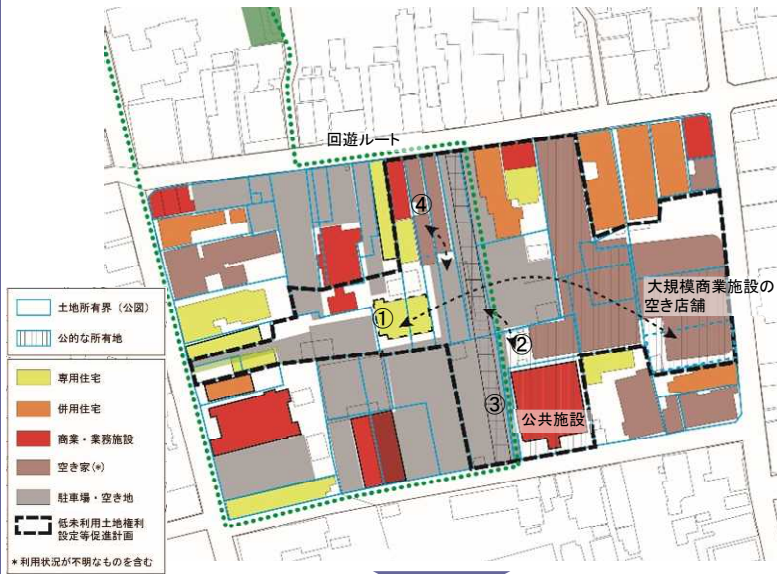 回遊ルート
④
大規模商業施設の
空き店舗
①
②
③
公共施設
土地所有界（公図）
公的な所有地
専用住宅
併用住宅
商業・業務施設
空き家(*)
駐車場・空き地
低未利用土地権利
設定等促進計画
*利用状況が不明なものを含む